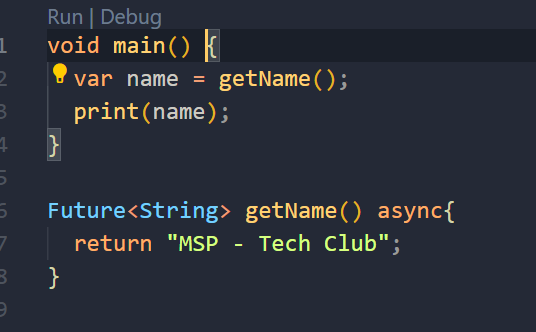 Run | Debug
1 void main() {
2   var name = getName();
3   print(name);
4 }
5
6 Future<String> getName() async{
7   return "MSP - Tech Club";
8 }
9